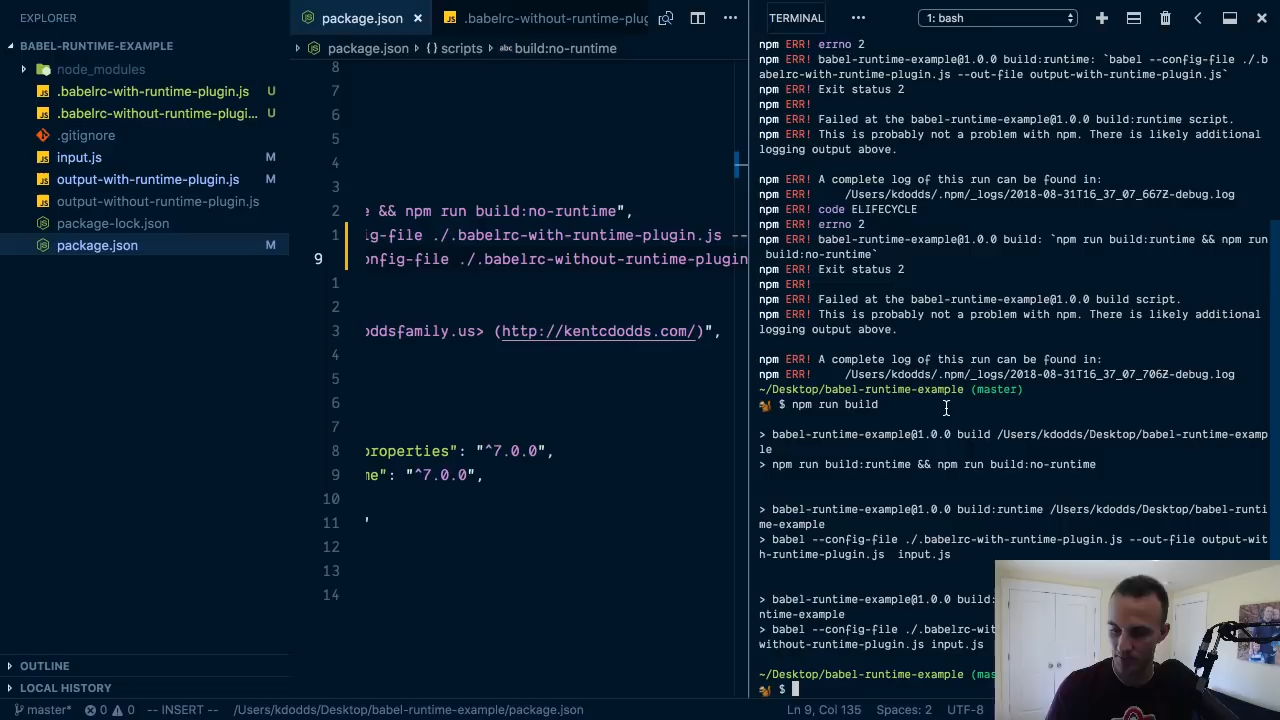 EXPLORER
BABEL-RUNTIME-EXAMPLE
node_modules
.babelrc-with-runtime-plugin.js U
.babelrc-without-runtime-plugi... U
.gitignore
input.js M
output-with-runtime-plugin.js M
output-without-runtime-plugin.js
package-lock.json
package.json M
OUTLINE
LOCAL HISTORY
package.json ×
.babelrc-without-runtime-plug
package.json > {} scripts > abc build:no-runtime
8
7
6
5
4
3
2 e && npm run build:no-runtime",
1 ig-file ./.babelrc-with-runtime-plugin.js --
9 onfig-file ./.babelrc-without-runtime-plugin
1
2
3 oddsfamily.us> (http://kentcdodds.com/)",
4
5
6
7
8 properties": "^7.0.0",
9 me": "^7.0.0",
10
11 "
12
13
14
TERMINAL ... 1: bash
npm ERR! errno 2
npm ERR! babel-runtime-example@1.0.0 build:runtime: `babel --config-file ./.b
abelrc-with-runtime-plugin.js --out-file output-with-runtime-plugin.js`
npm ERR! Exit status 2
npm ERR!
npm ERR! Failed at the babel-runtime-example@1.0.0 build:runtime script.
npm ERR! This is probably not a problem with npm. There is likely additional
logging output above.
npm ERR! A complete log of this run can be found in:
npm ERR!     /Users/kdodds/.npm/_logs/2018-08-31T16_37_07_667Z-debug.log
npm ERR! code ELIFECYCLE
npm ERR! errno 2
npm ERR! babel-runtime-example@1.0.0 build: `npm run build:runtime && npm run
build:no-runtime`
npm ERR! Exit status 2
npm ERR!
npm ERR! Failed at the babel-runtime-example@1.0.0 build script.
npm ERR! This is probably not a problem with npm. There is likely additional
logging output above.
npm ERR! A complete log of this run can be found in:
npm ERR!     /Users/kdodds/.npm/_logs/2018-08-31T16_37_07_706Z-debug.log
~/Desktop/babel-runtime-example (master)
$ npm run build
> babel-runtime-example@1.0.0 build /Users/kdodds/Desktop/babel-runtime-examp
le
> npm run build:runtime && npm run build:no-runtime
> babel-runtime-example@1.0.0 build:runtime /Users/kdodds/Desktop/babel-runti
me-example
> babel --config-file ./.babelrc-with-runtime-plugin.js --out-file output-wit
h-runtime-plugin.js  input.js
> babel-runtime-example@1.0.0 build:
ntime-example
> babel --config-file ./.babelrc-wit
without-runtime-plugin.js input.js
~/Desktop/babel-runtime-example (mas
$
master* 0 0 -- INSERT -- /Users/kdodds/Desktop/babel-runtime-example/package.json Ln 9, Col 135 Spaces: 2 UTF-8